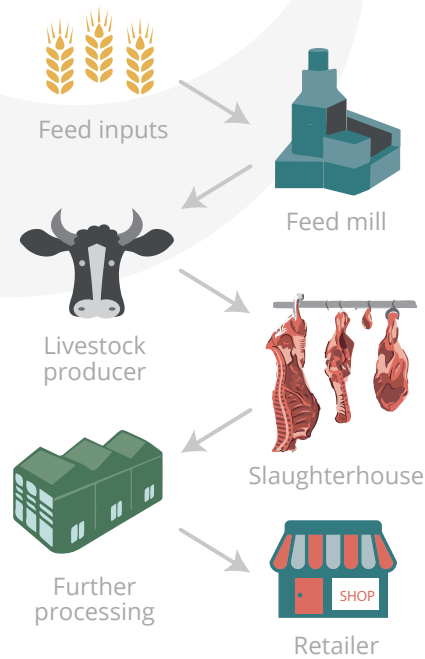 Feed inputs
Feed mill
Livestock
producer
Slaughterhouse
Further
processing
SHOP
Retailer